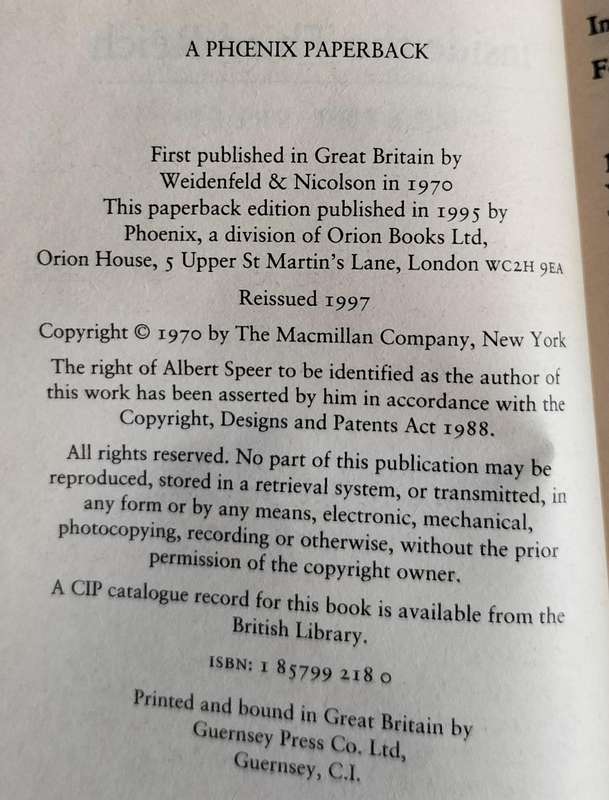 A PHŒNIX PAPERBACK
First published in Great Britain by
Weidenfeld & Nicolson in 1970
This paperback edition published in 1995 by
Phoenix, a division of Orion Books Ltd,
Orion House, 5 Upper St Martin's Lane, London WC2H 9EA
Reissued 1997
Copyright © 1970 by The Macmillan Company, New York
The right of Albert Speer to be identified as the author of
this work has been asserted by him in accordance with the
Copyright, Designs and Patents Act 1988.
All rights reserved. No part of this publication may be
reproduced, stored in a retrieval system, or transmitted, in
any form or by any means, electronic, mechanical,
photocopying, recording or otherwise, without the prior
permission of the copyright owner.
A CIP catalogue record for this book is available from the
British Library.
ISBN: 1 85799 218 0
Printed and bound in Great Britain by
Guernsey Press Co. Ltd,
Guernsey, C.I.